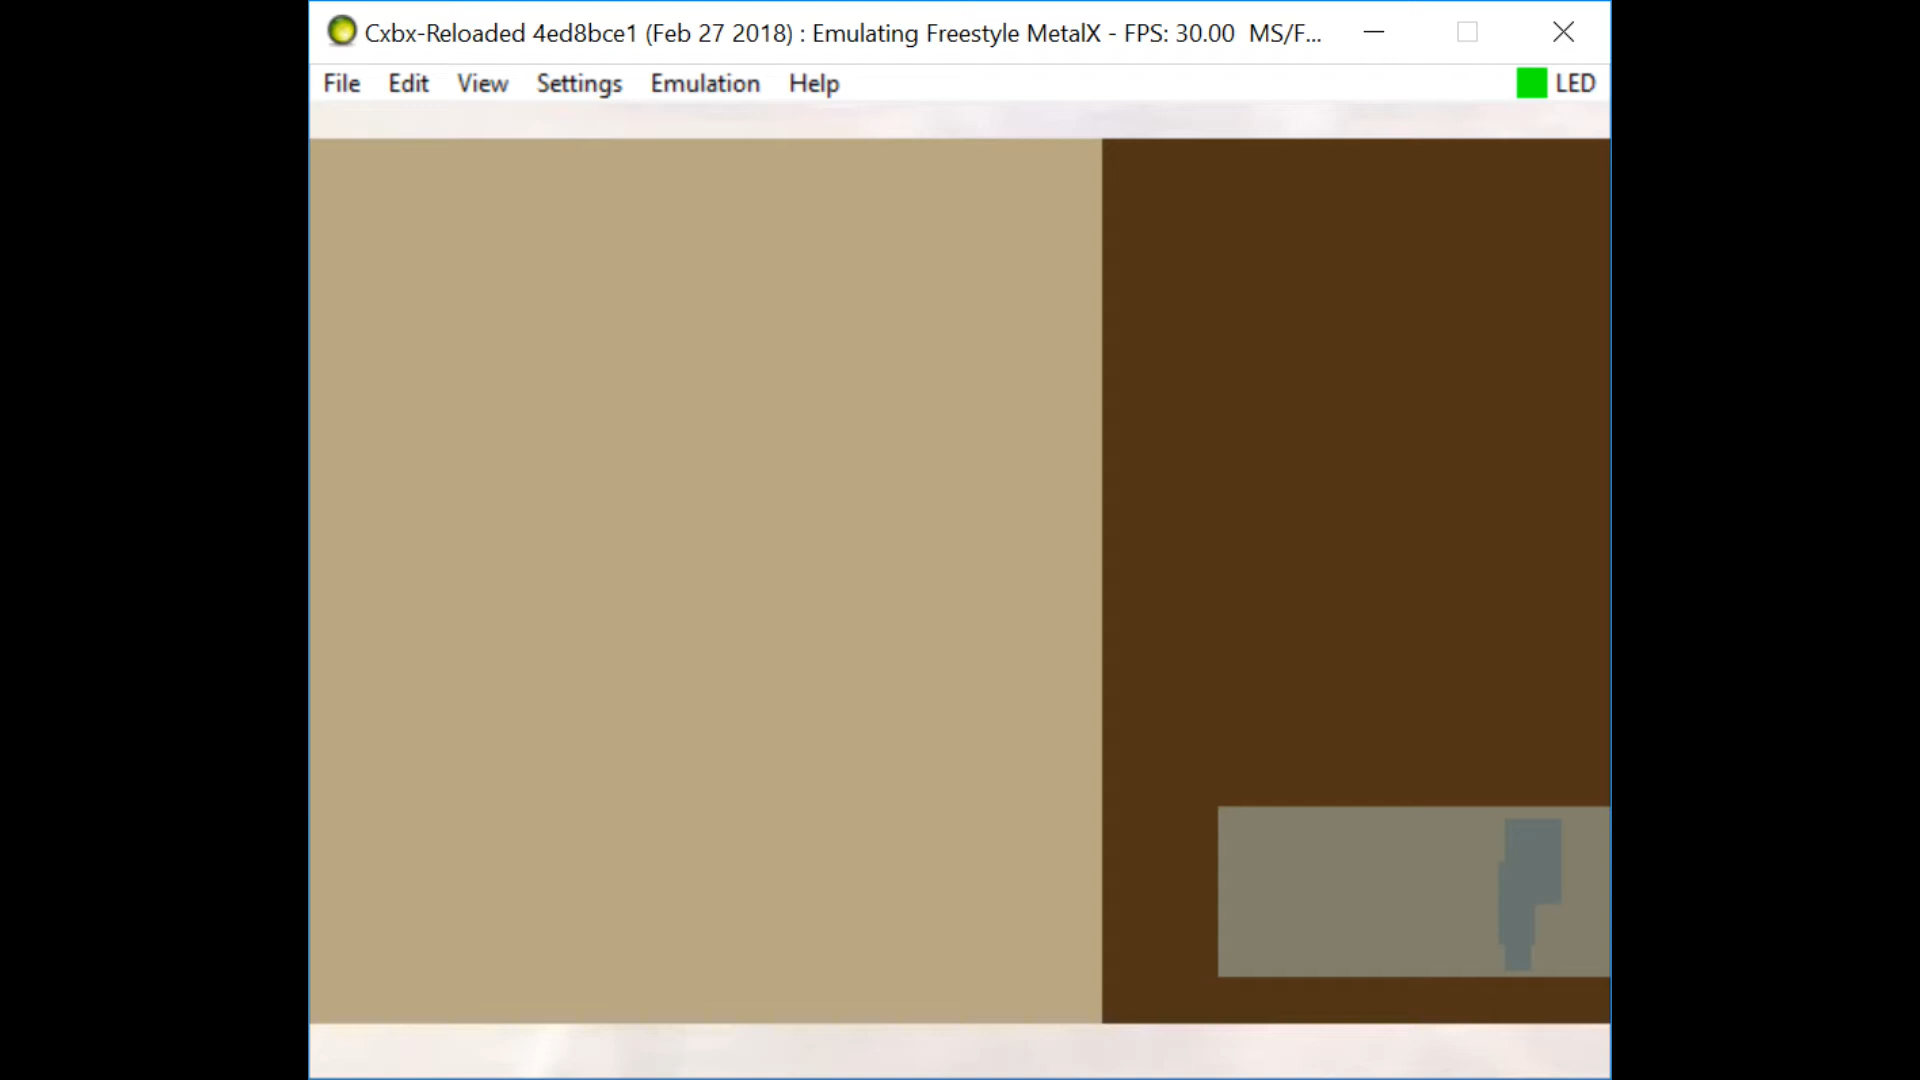 Cxbx-Reloaded 4ed8bce1 (Feb 27 2018) : Emulating Freestyle MetalX - FPS: 30.00 MS/F...
File Edit View Settings Emulation Help LED